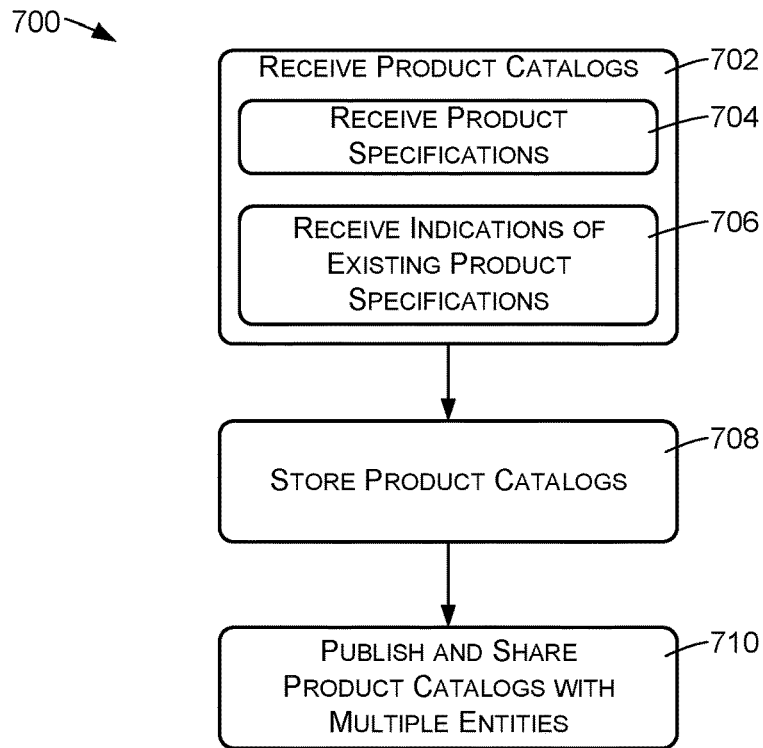 700
RECEIVE PRODUCT CATALOGS
702
RECEIVE PRODUCT
SPECIFICATIONS
704
RECEIVE INDICATIONS OF
EXISTING PRODUCT
SPECIFICATIONS
706
STORE PRODUCT CATALOGS
708
PUBLISH AND SHARE
PRODUCT CATALOGS WITH
MULTIPLE ENTITIES
710